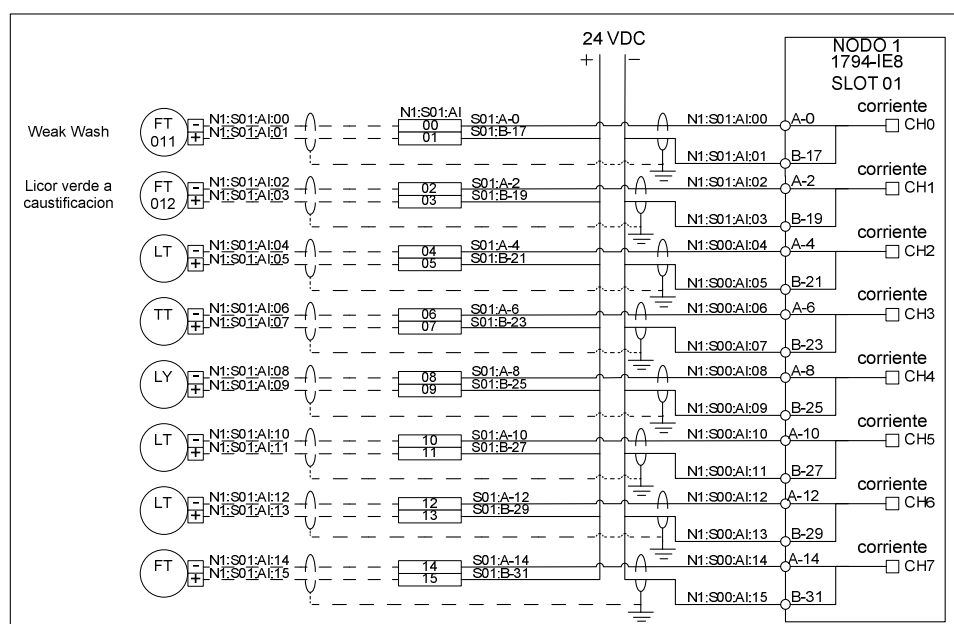 24 VDC
+ −
NODO 1
1794-IE8
SLOT 01
Weak Wash
FT 011
-
+
N1:S01:AI:00
N1:S01:AI:01
N1:S01:AI
00
01
S01:A-0
S01:B-17
N1:S01:AI:00
A-0
corriente
CH0
N1:S01:AI:01
B-17
Licor verde a
caustificacion
FT 012
-
+
N1:S01:AI:02
N1:S01:AI:03
02
03
S01:A-2
S01:B-19
N1:S01:AI:02
A-2
corriente
CH1
N1:S01:AI:03
B-19
LT
-
+
N1:S01:AI:04
N1:S01:AI:05
04
05
S01:A-4
S01:B-21
N1:S00:AI:04
A-4
corriente
CH2
N1:S00:AI:05
B-21
TT
-
+
N1:S01:AI:06
N1:S01:AI:07
06
07
S01:A-6
S01:B-23
N1:S00:AI:06
A-6
corriente
CH3
N1:S00:AI:07
B-23
LY
-
+
N1:S01:AI:08
N1:S01:AI:09
08
09
S01:A-8
S01:B-25
N1:S00:AI:08
A-8
corriente
CH4
N1:S00:AI:09
B-25
LT
-
+
N1:S01:AI:10
N1:S01:AI:11
10
11
S01:A-10
S01:B-27
N1:S00:AI:10
A-10
corriente
CH5
N1:S00:AI:11
B-27
LT
-
+
N1:S01:AI:12
N1:S01:AI:13
12
13
S01:A-12
S01:B-29
N1:S00:AI:12
A-12
corriente
CH6
N1:S00:AI:13
B-29
FT
-
+
N1:S01:AI:14
N1:S01:AI:15
14
15
S01:A-14
S01:B-31
N1:S00:AI:14
A-14
corriente
CH7
N1:S00:AI:15
B-31